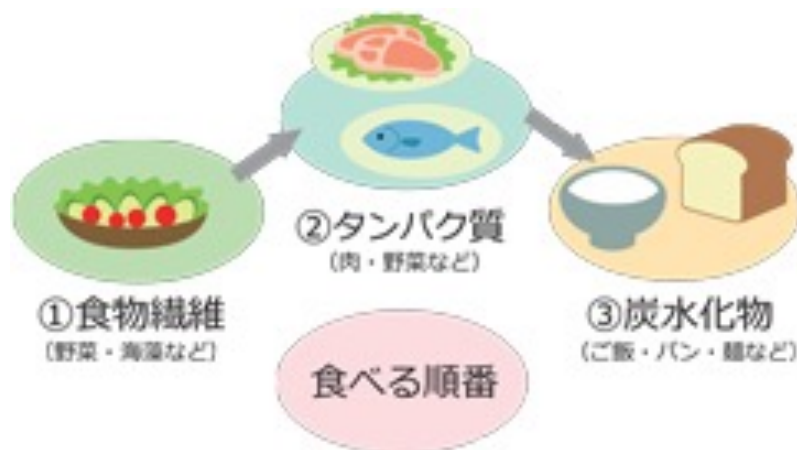 ①食物繊維
(野菜・海藻など)
②タンパク質
(肉・野菜など)
③炭水化物
(ご飯・パン・麺など)
食べる順番